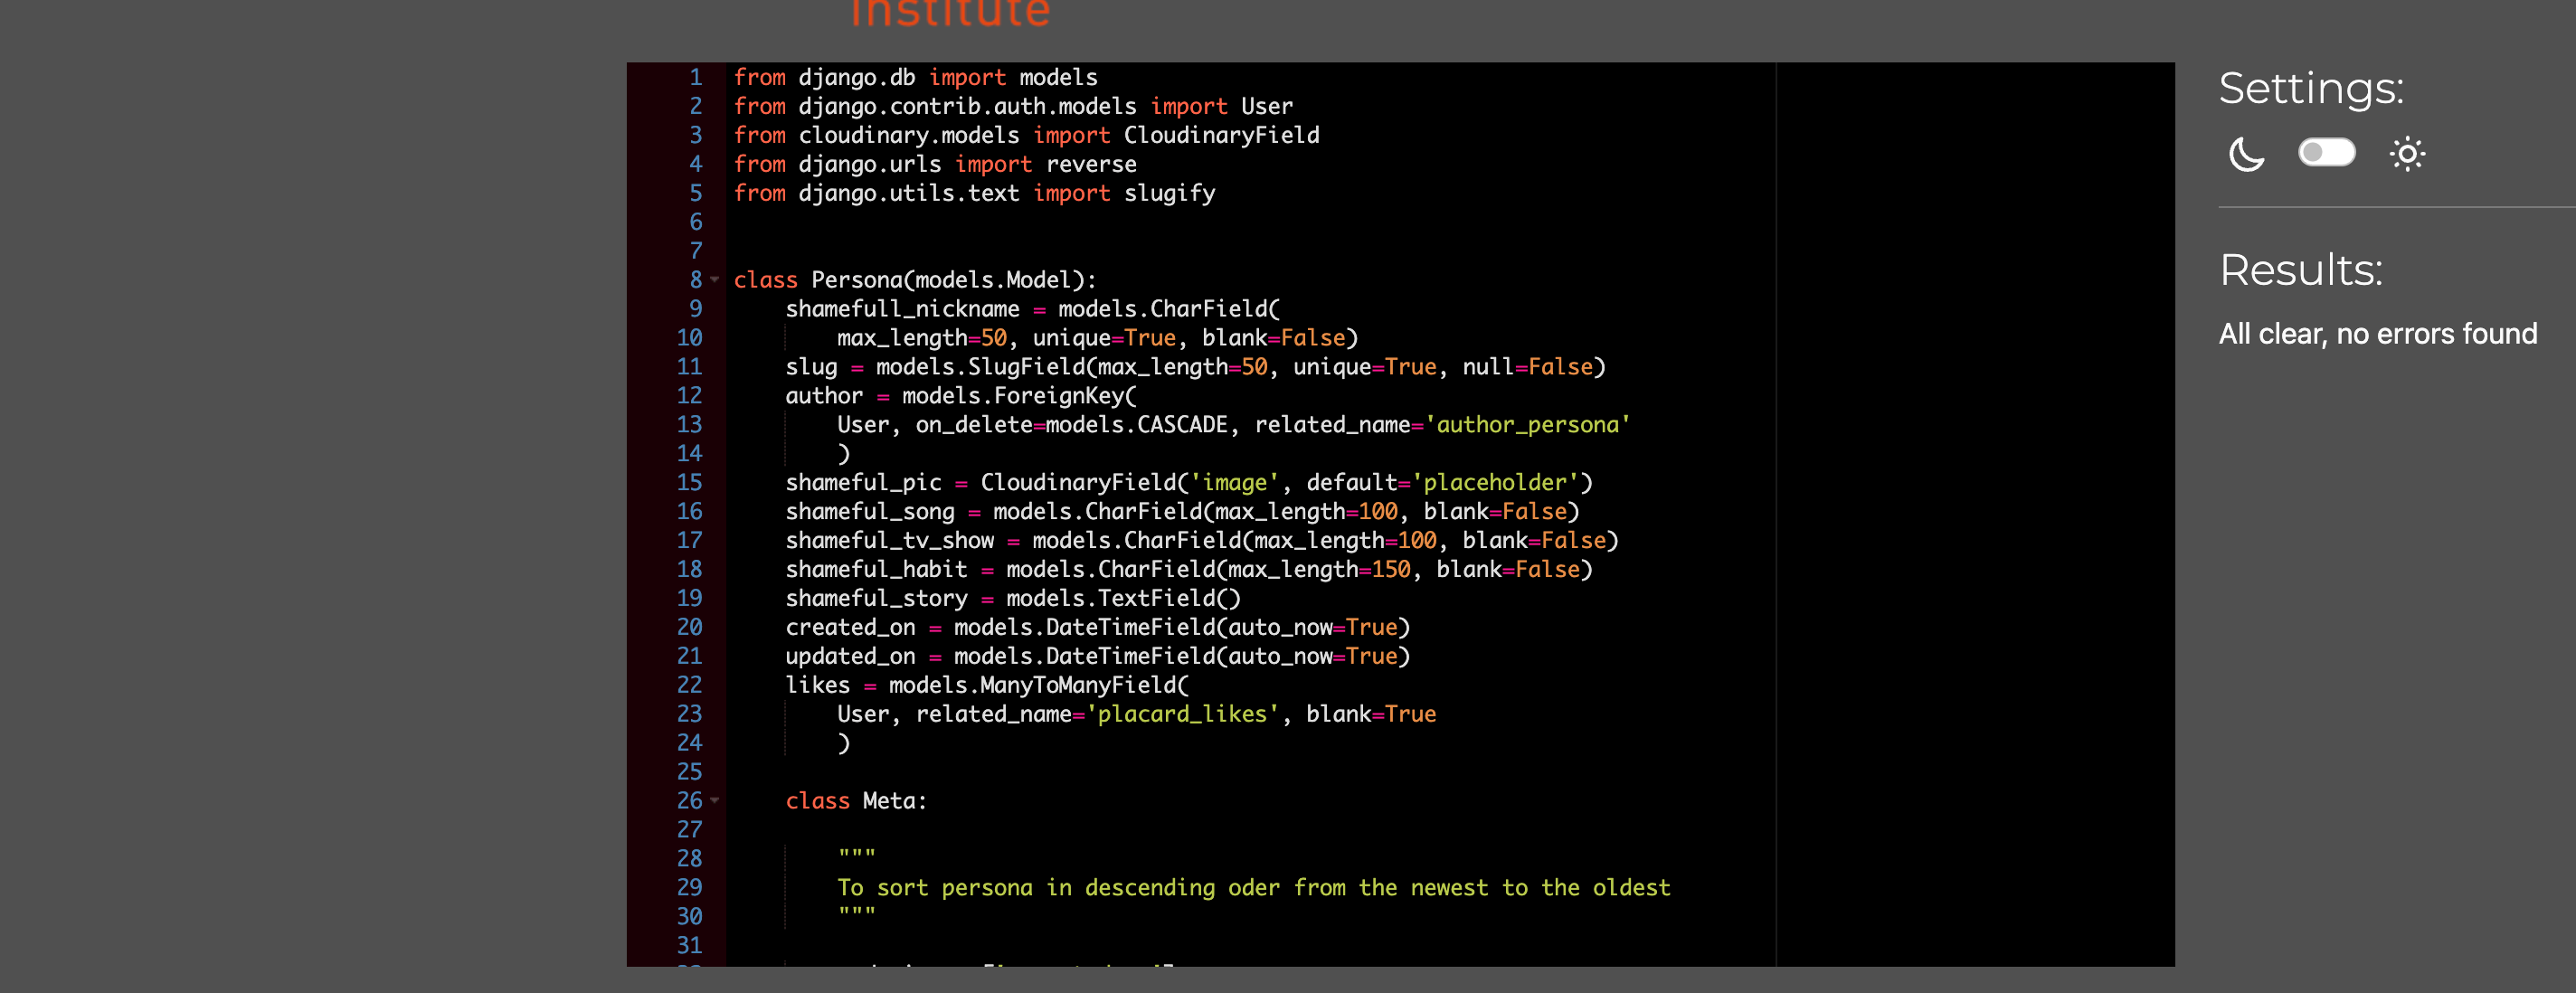 Institute
1 from django.db import models
2 from django.contrib.auth.models import User
3 from cloudinary.models import CloudinaryField
4 from django.urls import reverse
5 from django.utils.text import slugify
6
7
8 class Persona(models.Model):
9 shamefull_nickname = models.CharField(
10 max_length=50, unique=True, blank=False)
11 slug = models.SlugField(max_length=50, unique=True, null=False)
12 author = models.ForeignKey(
13 User, on_delete=models.CASCADE, related_name='author_persona'
14 )
15 shameful_pic = CloudinaryField('image', default='placeholder')
16 shameful_song = models.CharField(max_length=100, blank=False)
17 shameful_tv_show = models.CharField(max_length=100, blank=False)
18 shameful_habit = models.CharField(max_length=150, blank=False)
19 shameful_story = models.TextField()
20 created_on = models.DateTimeField(auto_now=True)
21 updated_on = models.DateTimeField(auto_now=True)
22 likes = models.ManyToManyField(
23 User, related_name='placard_likes', blank=True
24 )
25
26 class Meta:
27
28 """
29 To sort persona in descending oder from the newest to the oldest
30 """
31
Settings:
Results:
All clear, no errors found